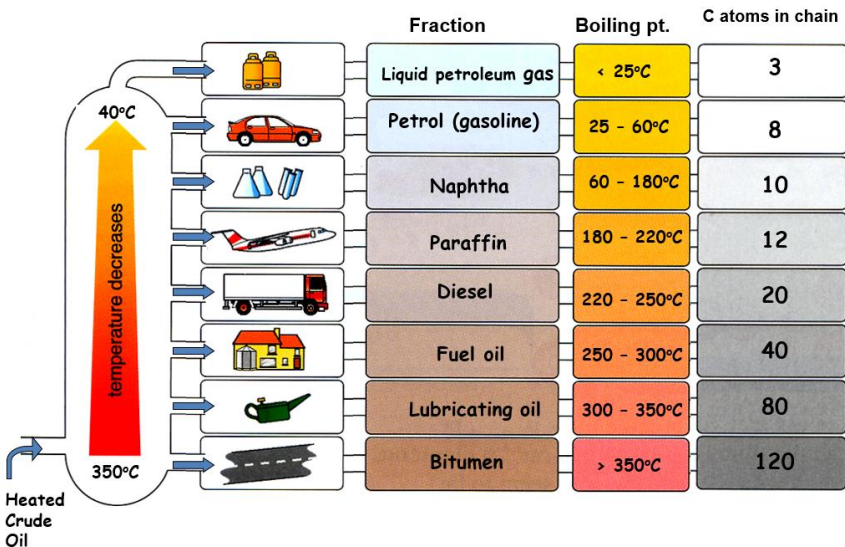 Fraction
Boiling pt.
C atoms in chain
Liquid petroleum gas
< 25°C
3
40°C
Petrol (gasoline)
25 - 60°C
8
Naphtha
60 - 180°C
10
Paraffin
180 - 220°C
12
temperature decreases
Diesel
220 - 250°C
20
Fuel oil
250 - 300°C
40
Lubricating oil
300 - 350°C
80
350°C
Bitumen
> 350°C
120
Heated
Crude
Oil